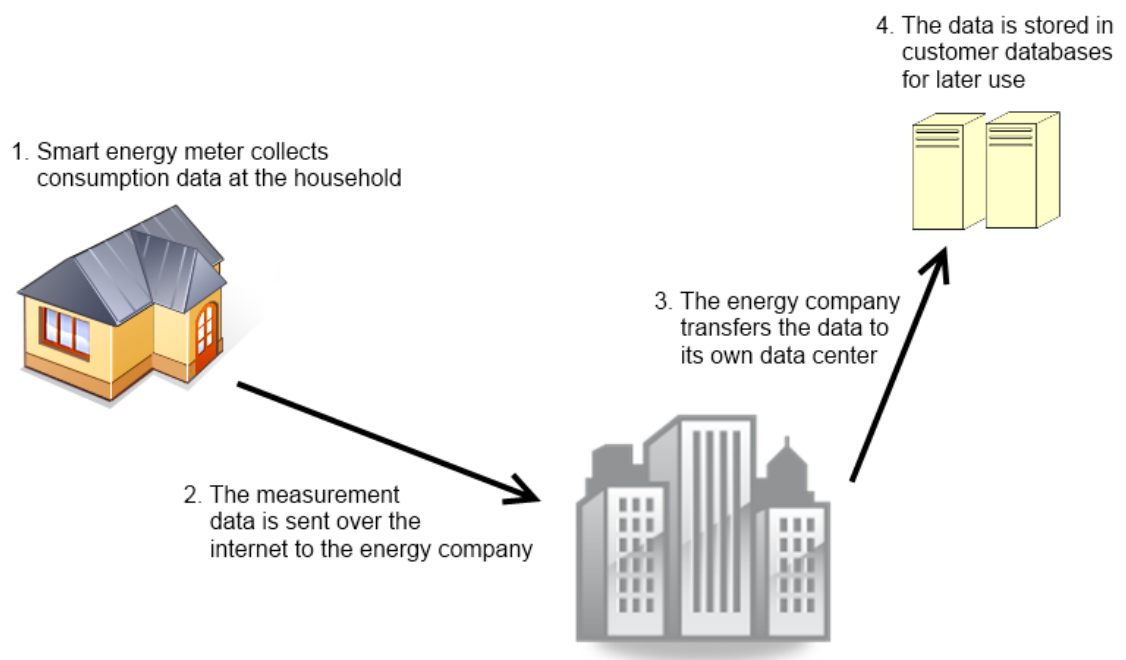 1. Smart energy meter collects
consumption data at the household
2. The measurement
data is sent over the
internet to the energy company
3. The energy company
transfers the data to
its own data center
4. The data is stored in
customer databases
for later use